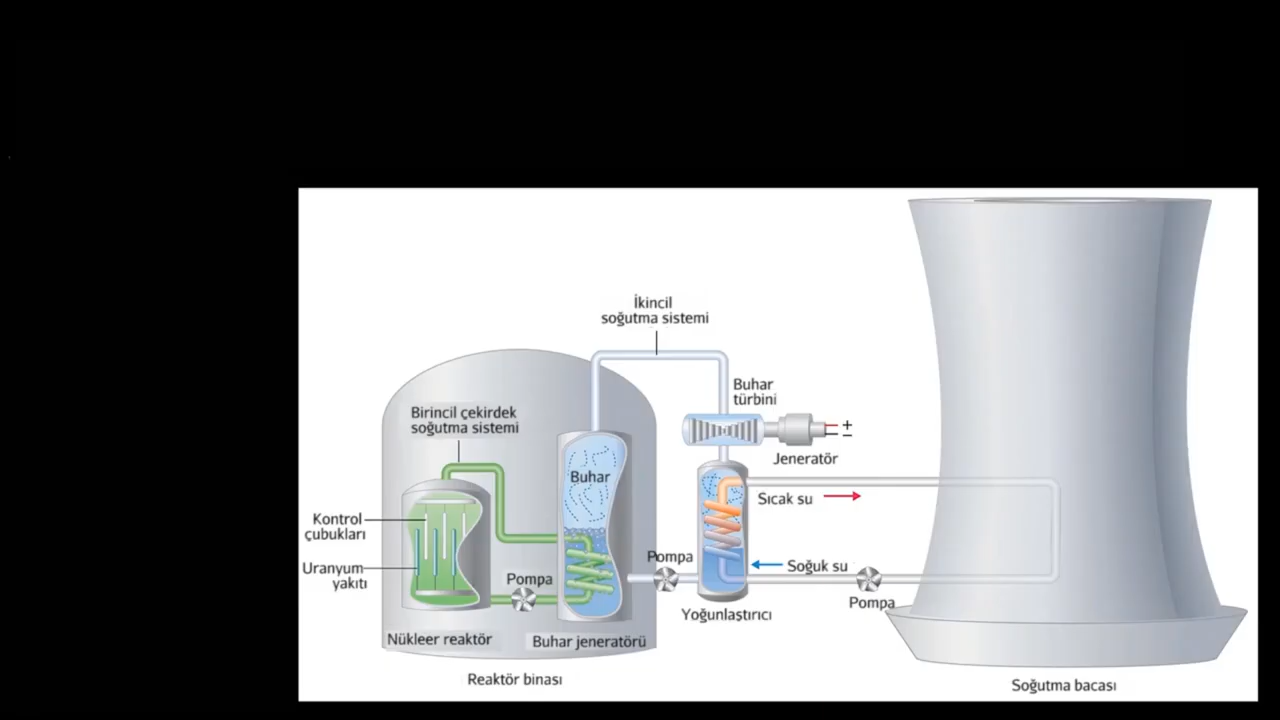 İkincil
soğutma sistemi
Buhar
türbini
Birincil çekirdek
soğutma sistemi
+
−
Jeneratör
Buhar
Sıcak su
Kontrol
çubukları
Pompa
Soğuk su
Uranyum
yakıtı
Pompa
Pompa
Yoğunlaştırıcı
Nükleer reaktör
Buhar jeneratörü
Reaktör binası
Soğutma bacası